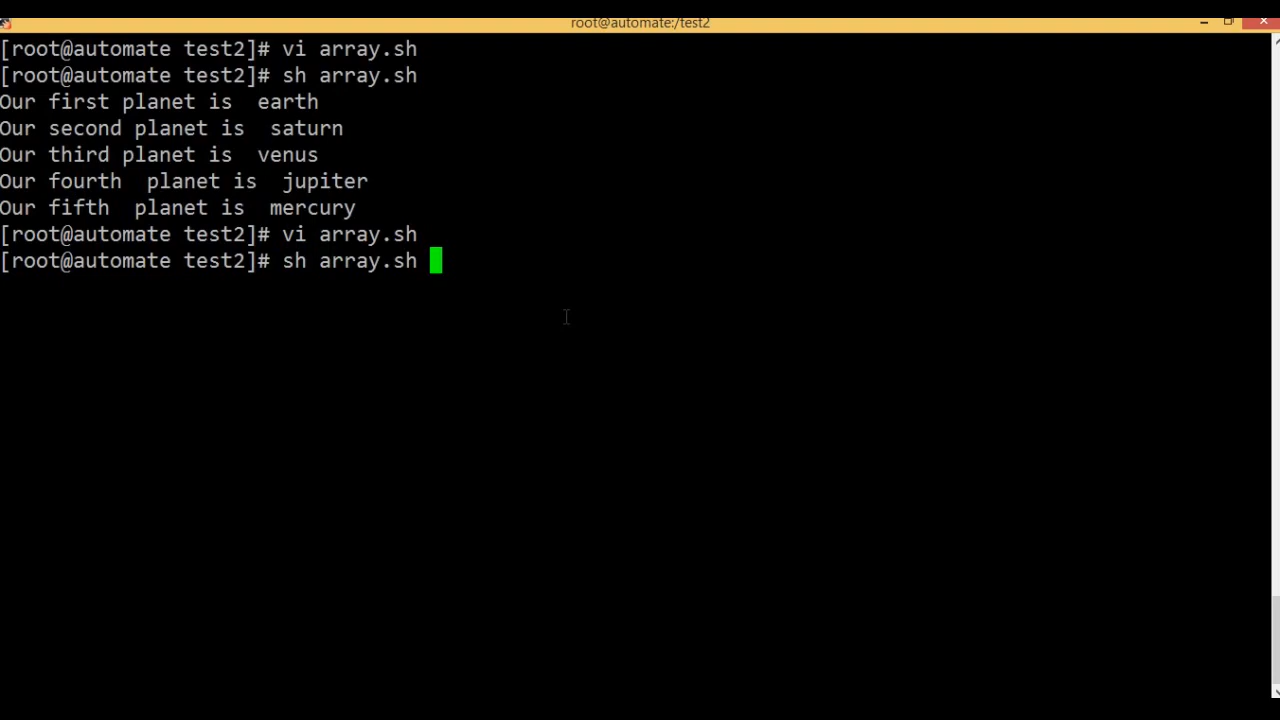 root@automate:/test2
[root@automate test2]# vi array.sh
[root@automate test2]# sh array.sh
Our first planet is  earth
Our second planet is  saturn
Our third planet is  venus
Our fourth  planet is  jupiter
Our fifth  planet is  mercury
[root@automate test2]# vi array.sh
[root@automate test2]# sh array.sh